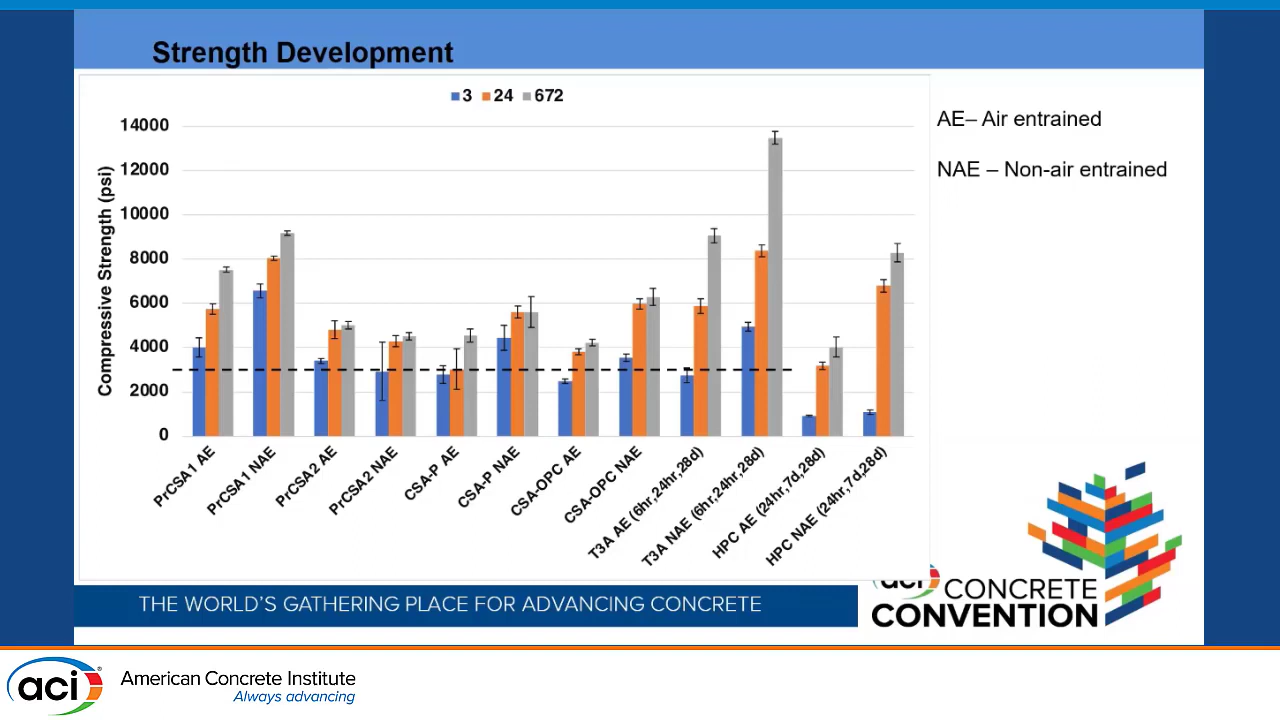 Strength Development
3 24 672
AE– Air entrained
NAE – Non-air entrained
Compressive Strength (psi)
14000
12000
10000
8000
6000
4000
2000
0
PrCSA1 AE
PrCSA1 NAE
PrCSA2 AE
PrCSA2 NAE
CSA-P AE
CSA-P NAE
CSA-OPC AE
CSA-OPC NAE
T3A AE (6hr,24hr,28d)
T3A NAE (6hr,24hr,28d)
HPC AE (24hr,7d,28d)
HPC NAE (24hr,7d,28d)
THE WORLD'S GATHERING PLACE FOR ADVANCING CONCRETE
aci CONCRETE
CONVENTION
aci®
American Concrete Institute
Always advancing